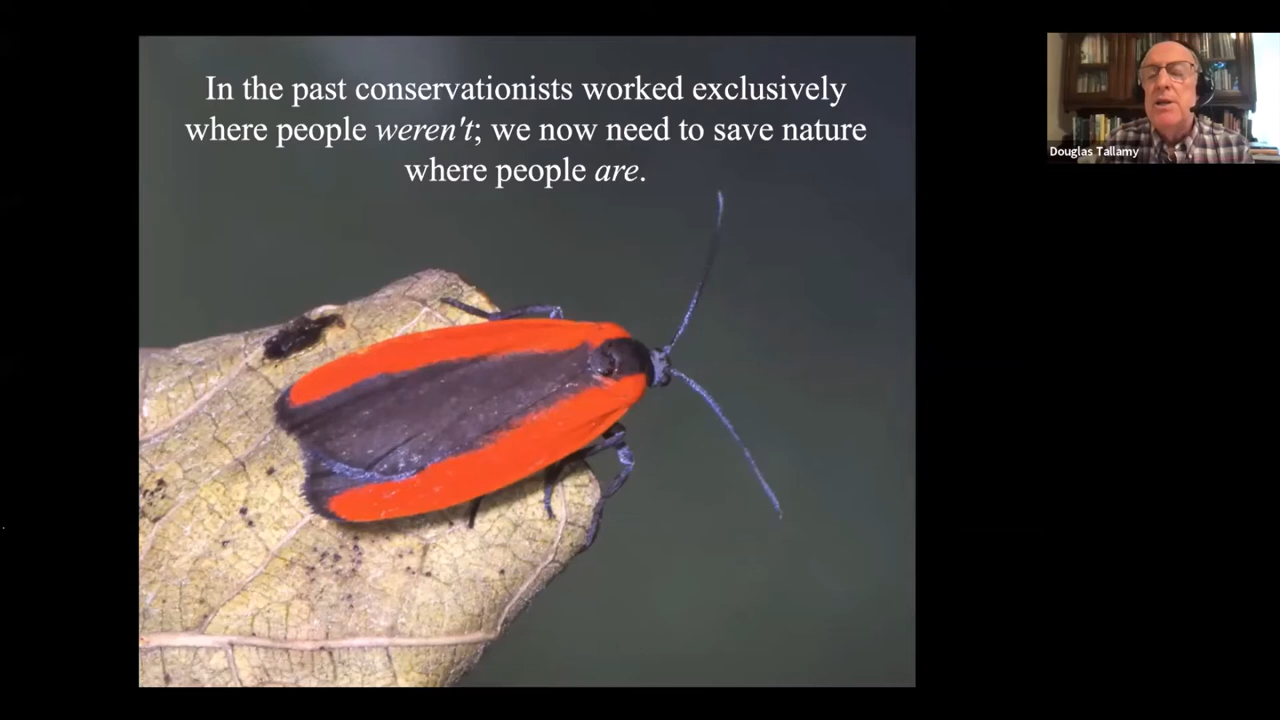 In the past conservationists worked exclusively
where people weren't; we now need to save nature
where people are.
Douglas Tallamy